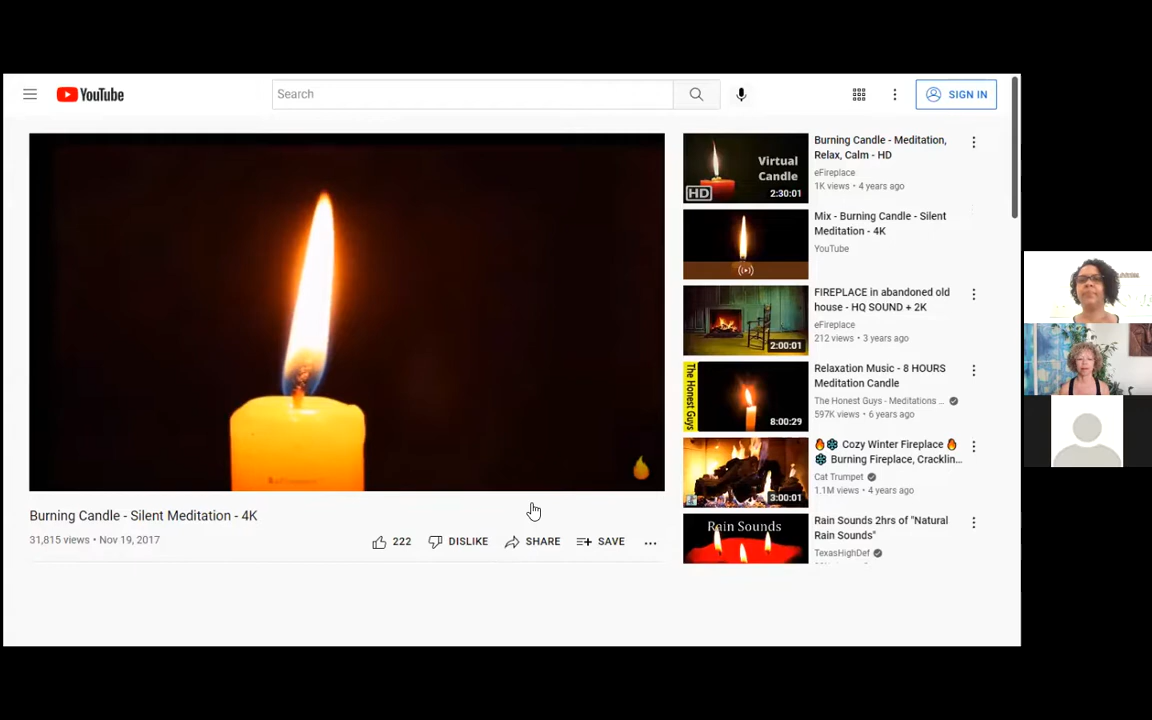 YouTube
Search
SIGN IN
Burning Candle - Silent Meditation - 4K
31,815 views • Nov 19, 2017
222
DISLIKE
SHARE
SAVE
Virtual
Candle
HD
2:30:01
Burning Candle - Meditation,
Relax, Calm - HD
eFireplace
1K views • 4 years ago
Mix - Burning Candle - Silent
Meditation - 4K
YouTube
2:00:01
FIREPLACE in abandoned old
house - HQ SOUND + 2K
eFireplace
212 views • 3 years ago
The Honest Guys
8:00:29
Relaxation Music - 8 HOURS
Meditation Candle
The Honest Guys - Meditations ...
597K views • 6 years ago
3:00:01
🔥❄️ Cozy Winter Fireplace 🔥
❄️ Burning Fireplace, Cracklin...
Cat Trumpet
1.1M views • 4 years ago
Rain Sounds
Rain Sounds 2hrs of "Natural
Rain Sounds"
TexasHighDef